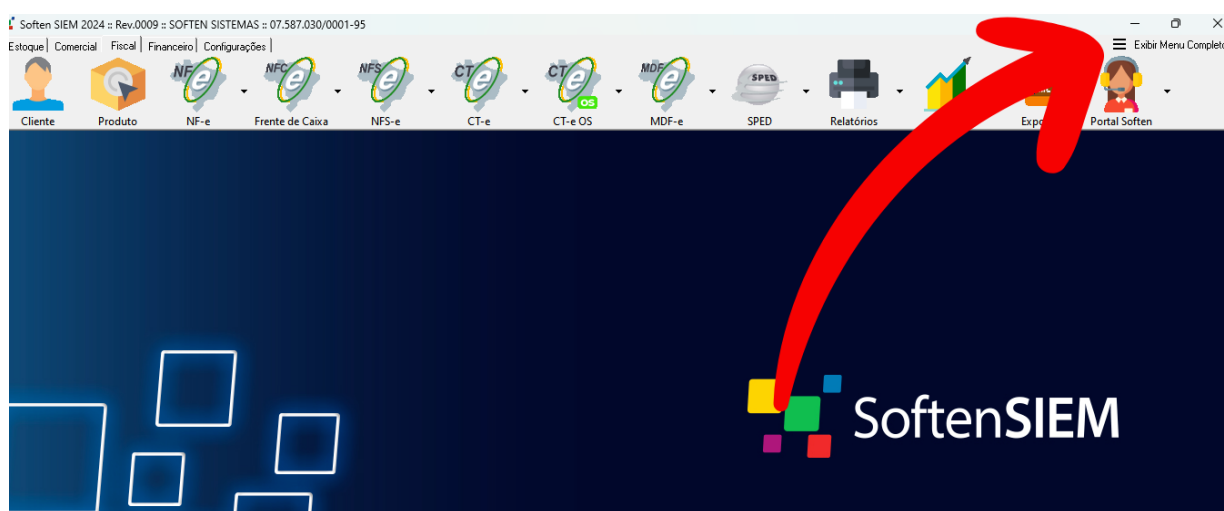 Soften SIEM 2024 :: Rev.0009 :: SOFTEN SISTEMAS :: 07.587.030/0001-95
Estoque Comercial Fiscal Financeiro Configurações
Exibir Menu Completo
NF NFC NFS CT CT MDF SPED
OS
Cliente Produto NF-e Frente de Caixa NFS-e CT-e CT-e OS MDF-e SPED Relatórios Portal Soften
SoftenSIEM